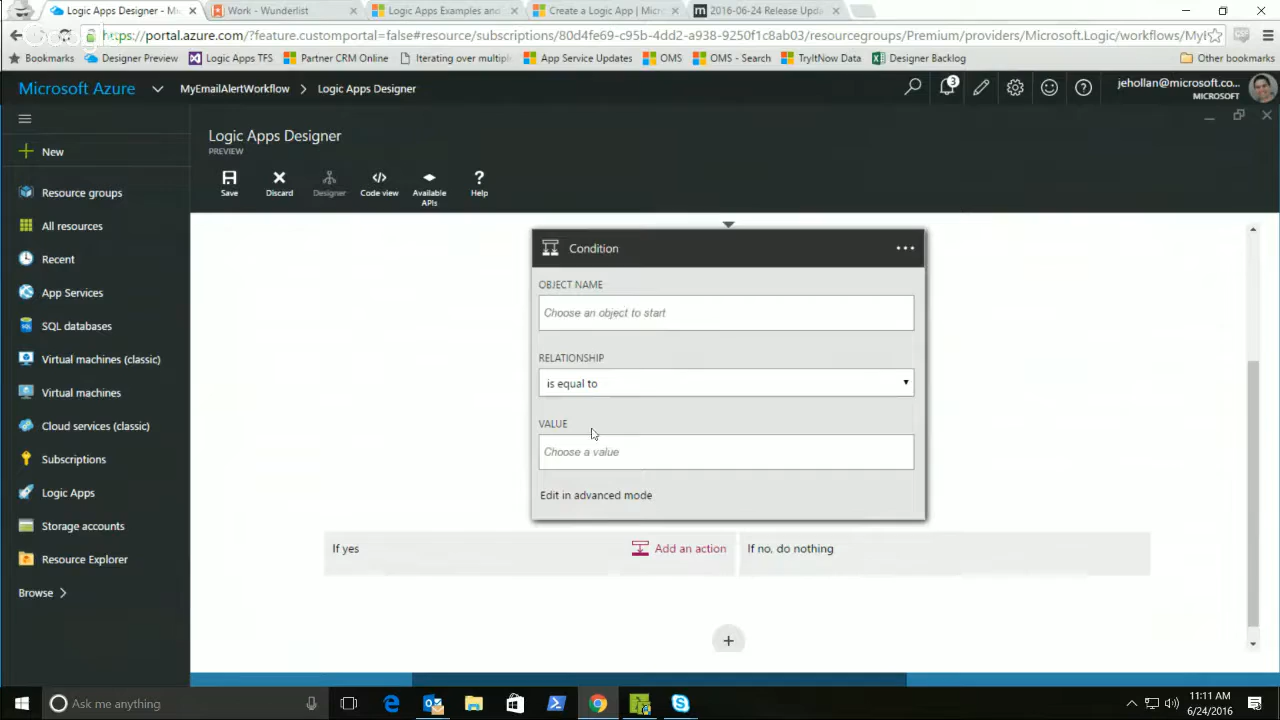 Logic Apps Designer - Mi
Work - Wunderlist
Logic Apps Examples and
Create a Logic App | Micr
2016-06-24 Release Upda
https://portal.azure.com/?feature.customportal=false#resource/subscriptions/80d4fe69-c95b-4dd2-a938-9250f1c8ab03/resourcegroups/Premium/providers/Microsoft.Logic/workflows/MyE
Bookmarks
Designer Preview
Logic Apps TFS
Partner CRM Online
Iterating over multiple
App Service Updates
OMS
OMS - Search
TryItNow Data
Designer Backlog
Other bookmarks
Microsoft Azure
MyEmailAlertWorkflow > Logic Apps Designer
3
jehollan@microsoft.co...
MICROSOFT
Logic Apps Designer
PREVIEW
Save
Discard
Designer
Code view
Available
APIs
Help
New
Resource groups
All resources
Recent
App Services
SQL databases
Virtual machines (classic)
Virtual machines
Cloud services (classic)
Subscriptions
Logic Apps
Storage accounts
Resource Explorer
Browse >
Condition
OBJECT NAME
Choose an object to start
RELATIONSHIP
is equal to
VALUE
Choose a value
Edit in advanced mode
If yes
Add an action
If no, do nothing
Ask me anything
11:11 AM
6/24/2016